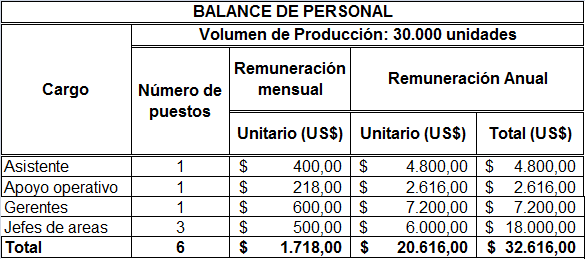 BALANCE DE PERSONAL
Volumen de Producción: 30.000 unidades
Cargo Número de puestos Remuneración mensual Remuneración Anual
Unitario (US$) Unitario (US$) Total (US$)
Asistente 1 $ 400,00 $ 4.800,00 $ 4.800,00
Apoyo operativo 1 $ 218,00 $ 2.616,00 $ 2.616,00
Gerentes 1 $ 600,00 $ 7.200,00 $ 7.200,00
Jefes de areas 3 $ 500,00 $ 6.000,00 $ 18.000,00
Total 6 $ 1.718,00 $ 20.616,00 $ 32.616,00